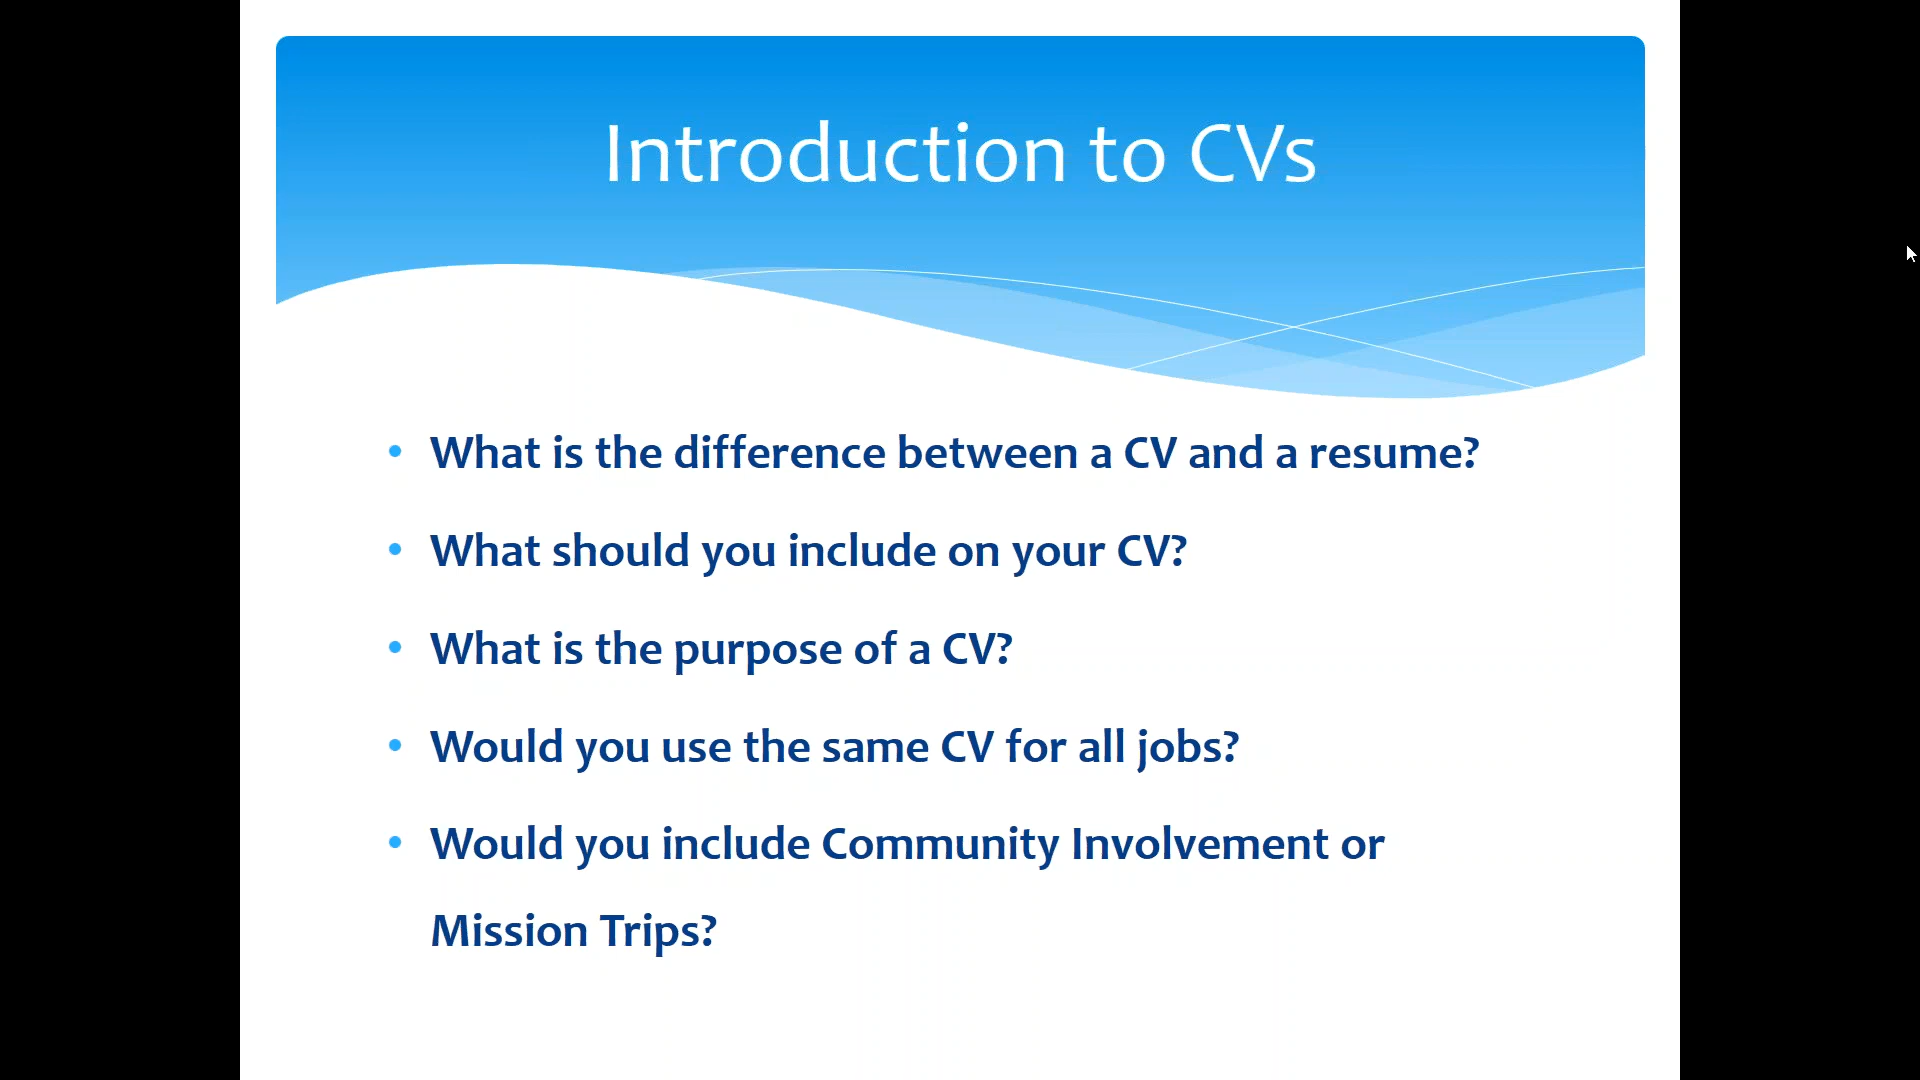 Introduction to CVs
• What is the difference between a CV and a resume?
• What should you include on your CV?
• What is the purpose of a CV?
• Would you use the same CV for all jobs?
• Would you include Community Involvement or
Mission Trips?